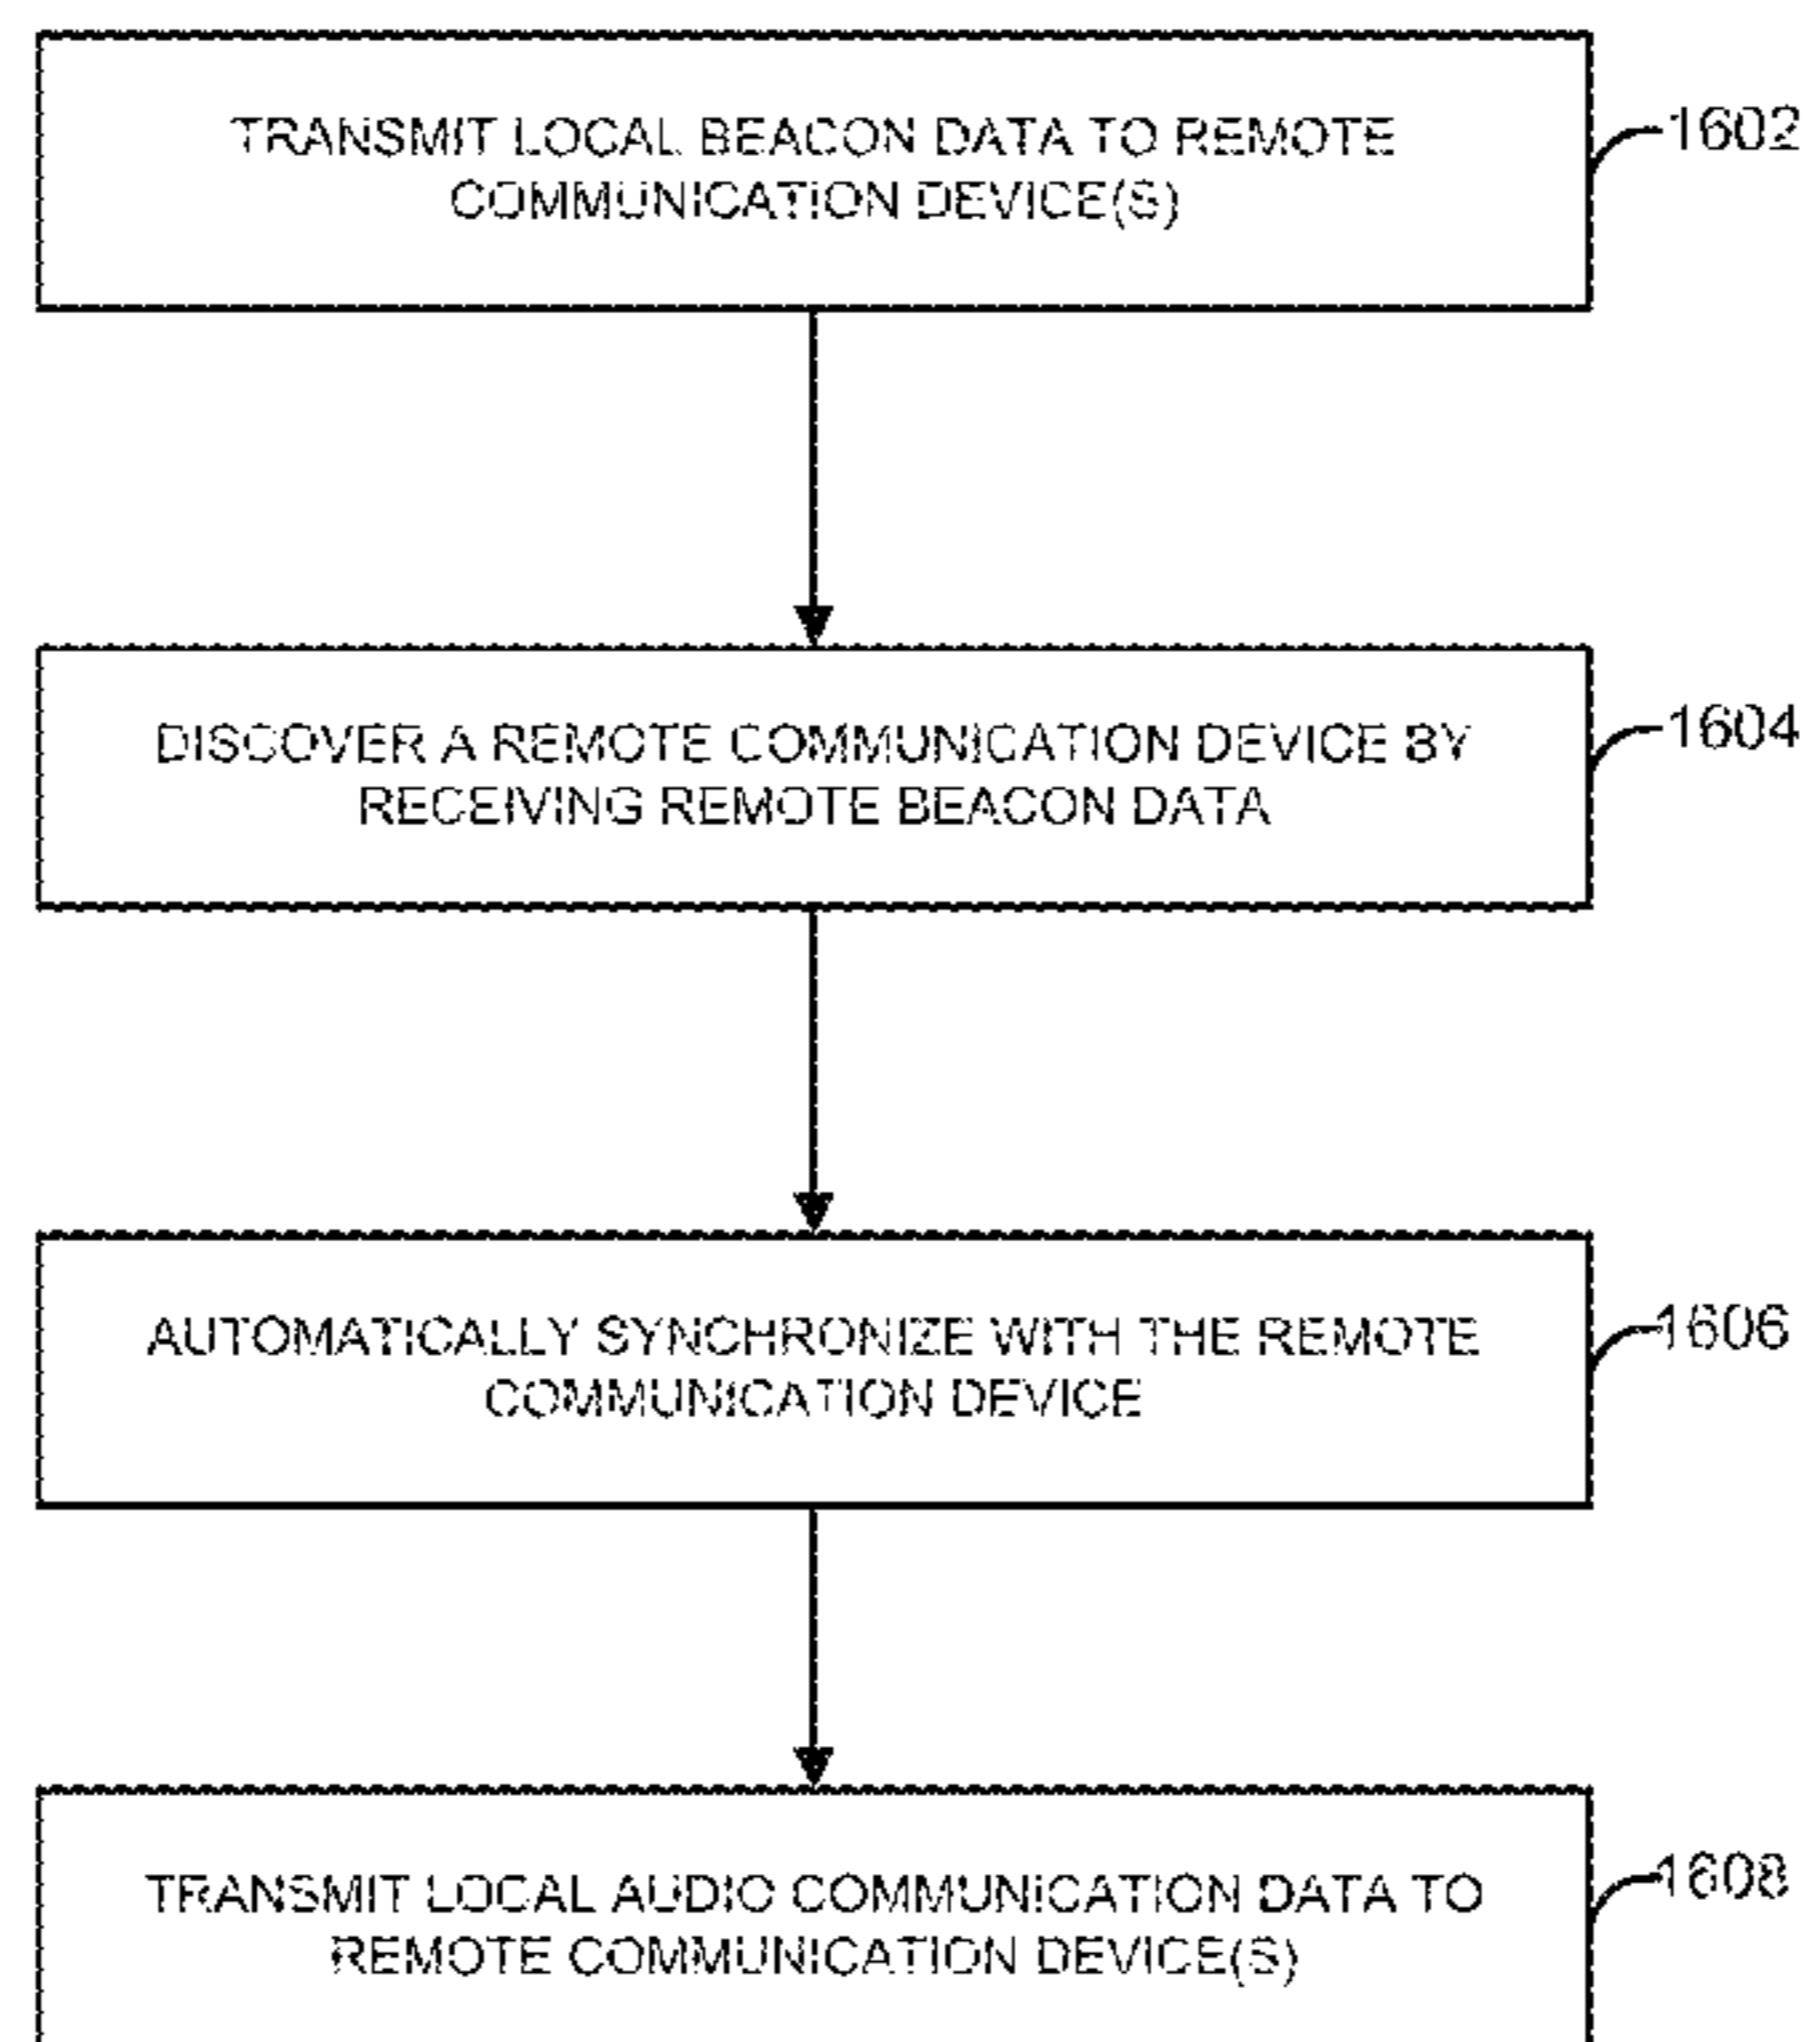 TRANSMIT LOCAL BEACON DATA TO REMOTE
COMMUNICATION DEVICE(S)
1602
DISCOVER A REMOTE COMMUNICATION DEVICE BY
RECEIVING REMOTE BEACON DATA
1604
AUTOMATICALLY SYNCHRONIZE WITH THE REMOTE
COMMUNICATION DEVICE
1606
TRANSMIT LOCAL AUDIO COMMUNICATION DATA TO
REMOTE COMMUNICATION DEVICE(S)
1608